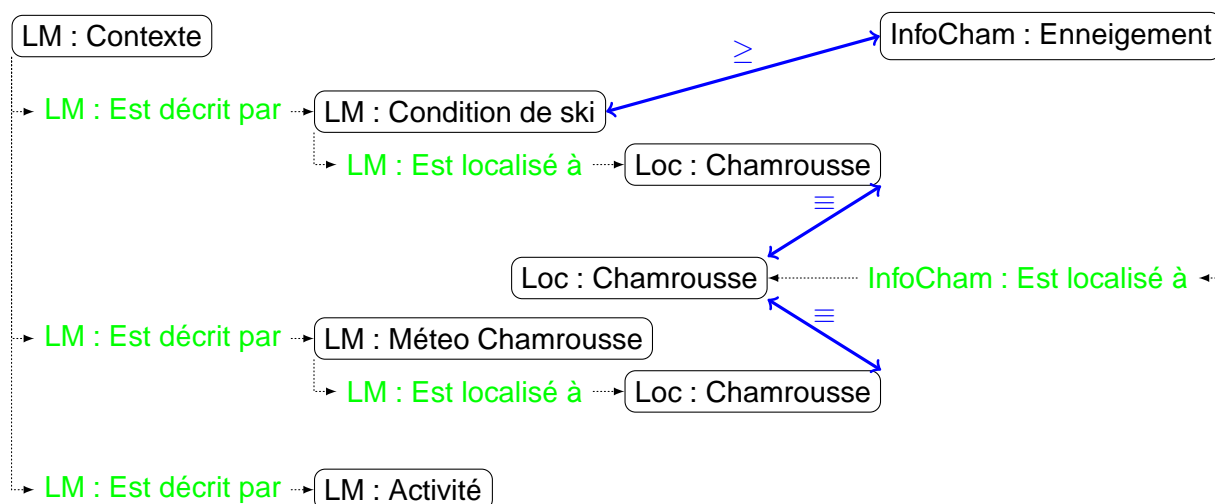 LM : Contexte
InfoCham : Enneigement
≥
LM : Est décrit par
LM : Condition de ski
LM : Est localisé à
Loc : Chamrousse
≡
Loc : Chamrousse
InfoCham : Est localisé à
≡
LM : Est décrit par
LM : Méteo Chamrousse
LM : Est localisé à
Loc : Chamrousse
LM : Est décrit par
LM : Activité